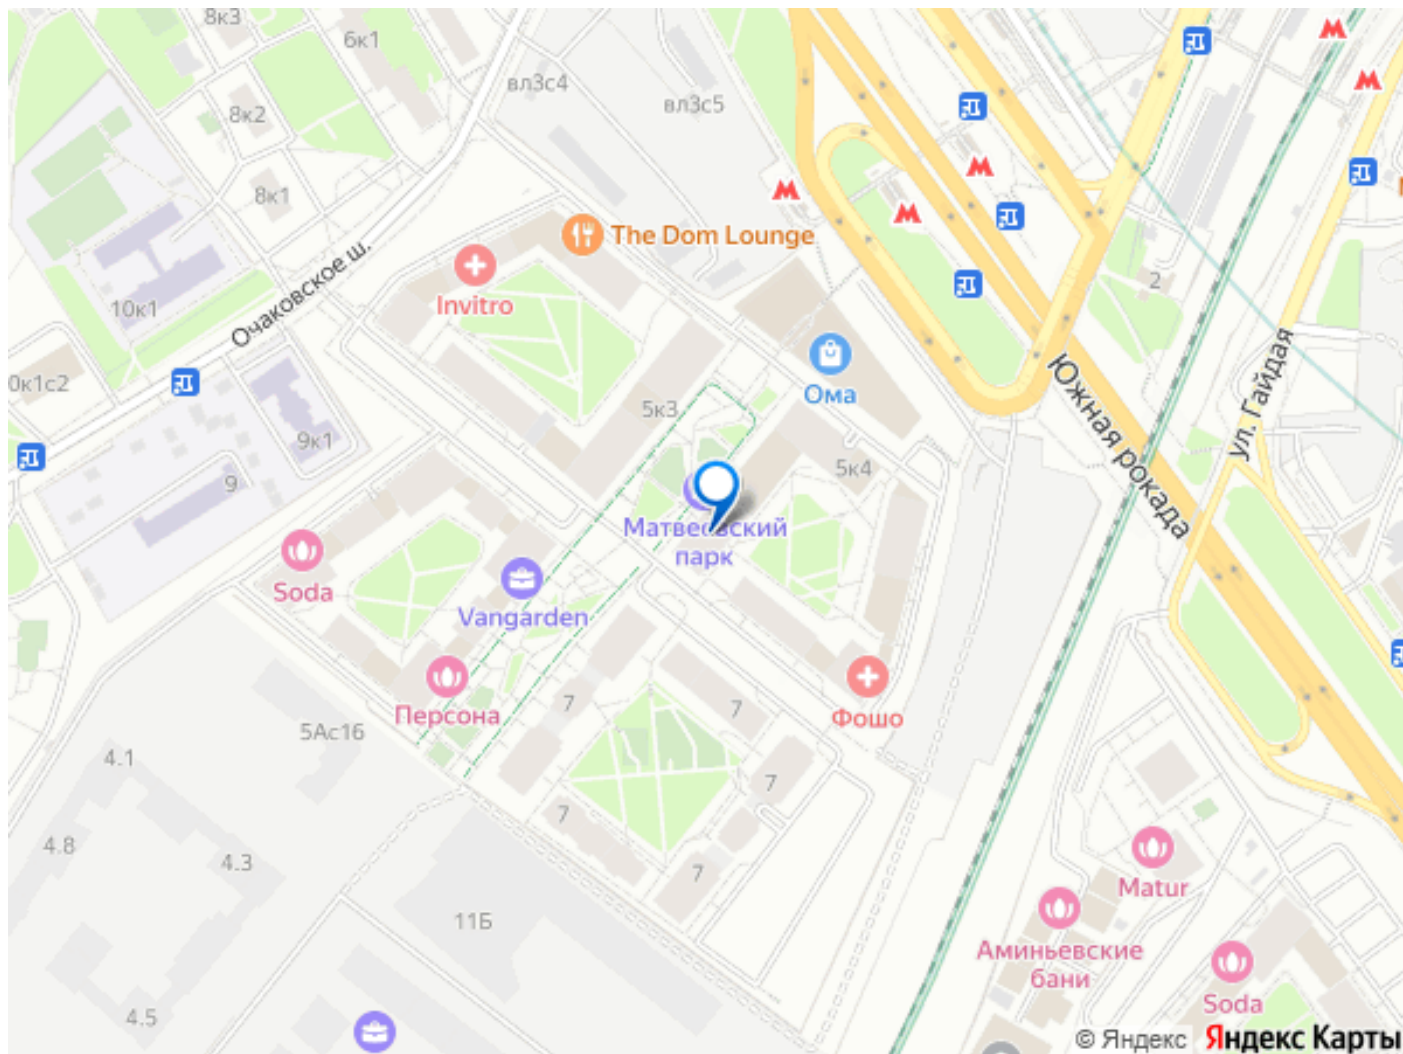 8к3
6к1
вл3с4
вл3с5
8к2
8к1
The Dom Lounge
Invitro
10к1
Очаковское ш.
2
0к1с2
Ома
5к3
Южная рокада
ул. Гайдая
9к1
9
5к4
Матвеевский
парк
Soda
Vangarden
Персона
7
7
Фошо
5Ас16
4.1
7
7
4.8
4.3
7
11Б
Matur
Аминьевские
бани
4.5
Soda
© Яндекс Яндекс Карты